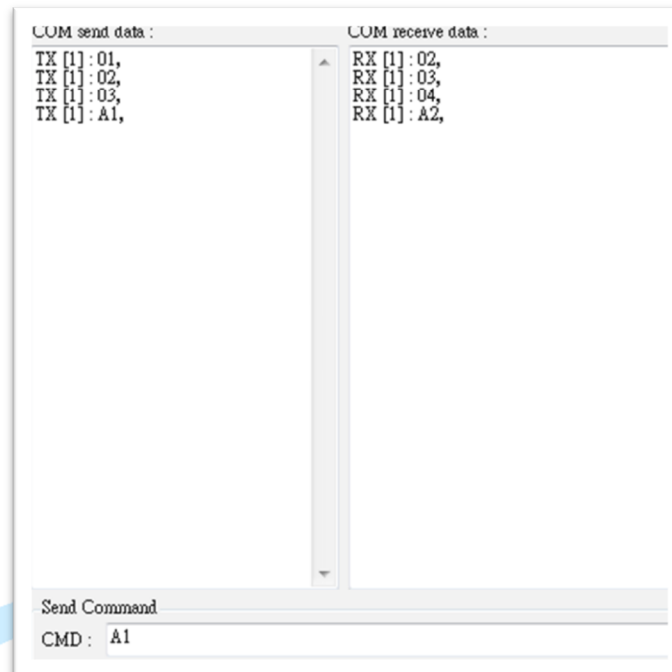 COM send data :
TX [1] : 01,
TX [1] : 02,
TX [1] : 03,
TX [1] : A1,
COM receive data :
RX [1] : 02,
RX [1] : 03,
RX [1] : 04,
RX [1] : A2,
Send Command
CMD : A1